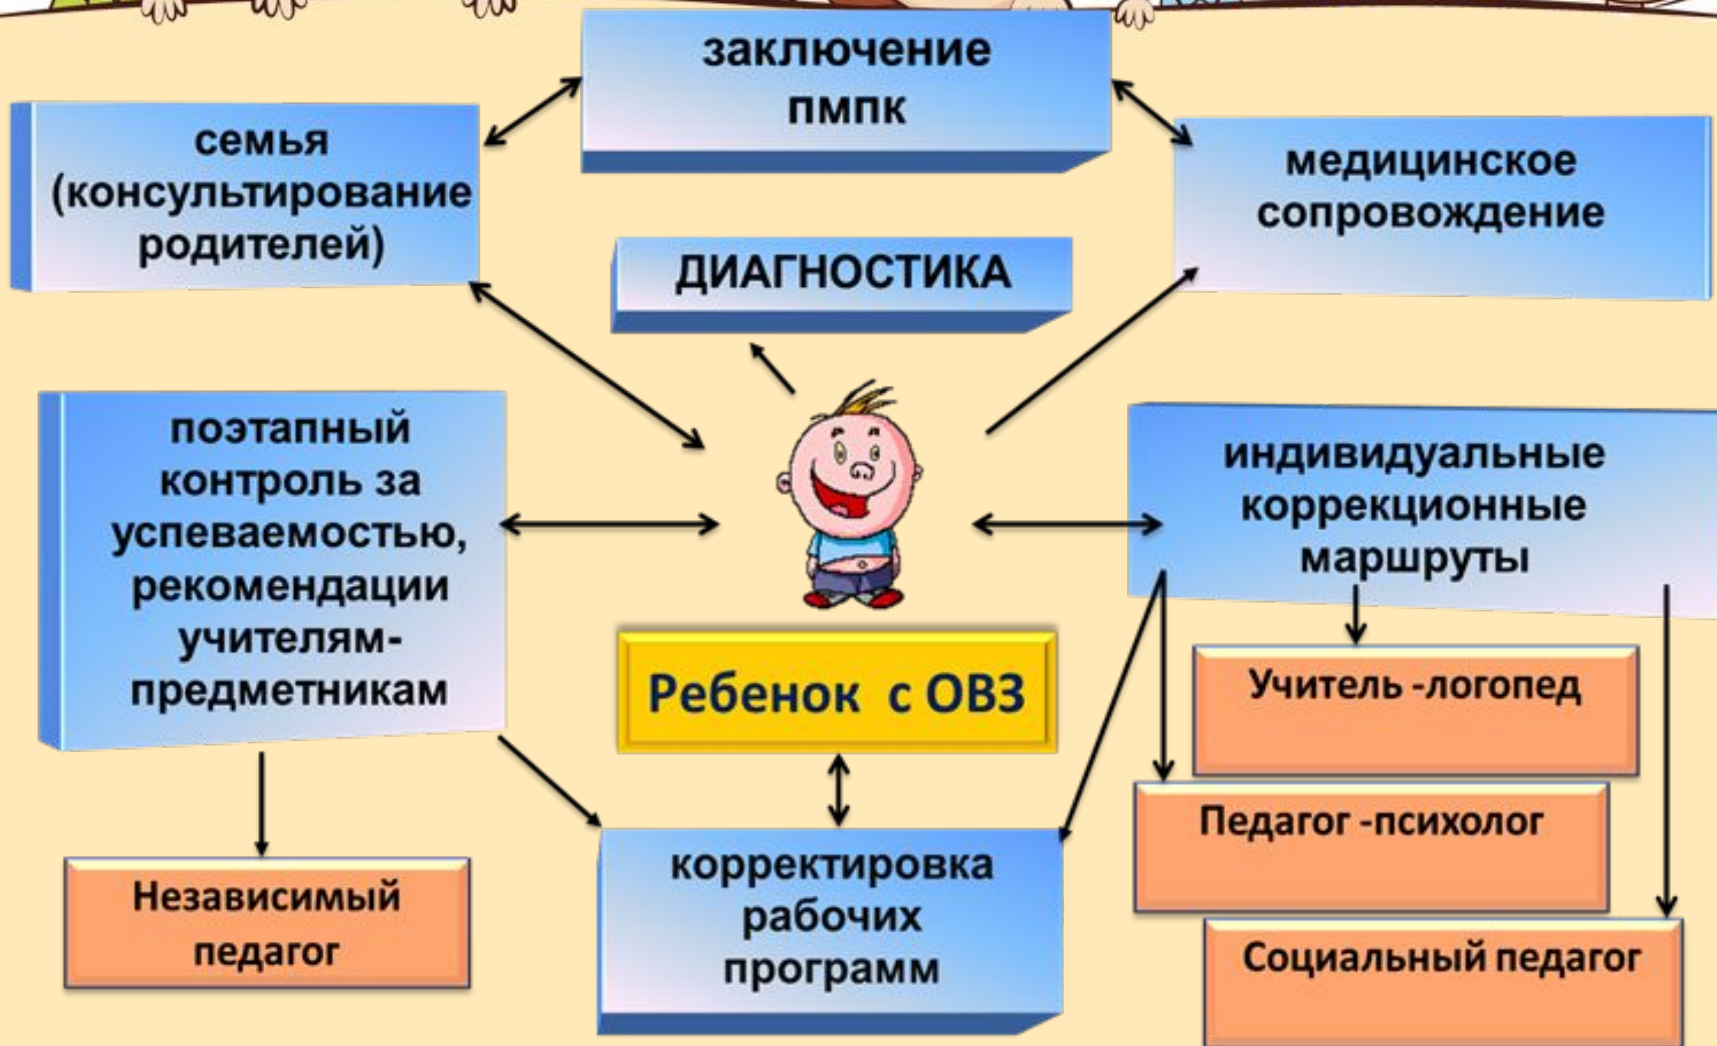 заключение
пмпк
семья
(консультирование
родителей)
медицинское
сопровождение
ДИАГНОСТИКА
поэтапный
контроль за
успеваемостью,
рекомендации
учителям-
предметникам
индивидуальные
коррекционные
маршруты
Ребенок с ОВЗ
Учитель -логопед
Педагог -психолог
Социальный педагог
Независимый
педагог
корректировка
рабочих
программ